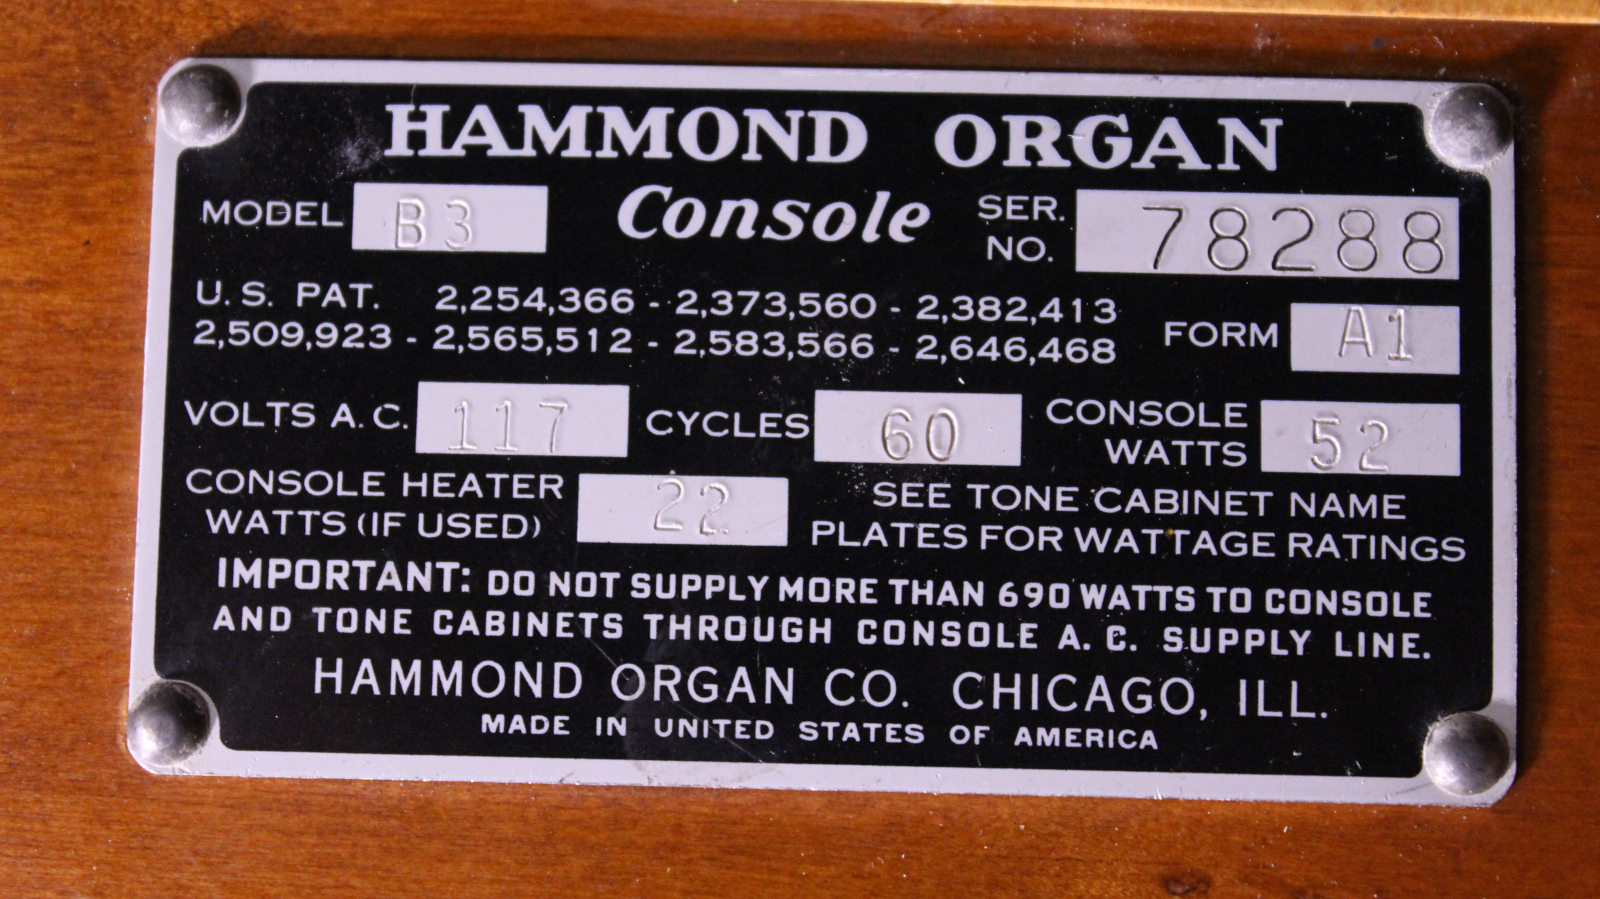 HAMMOND ORGAN
MODEL B3 Console SER. NO. 78288
U.S. PAT. 2,254,366 - 2,373,560 - 2,382,413
2,509,923 - 2,565,512 - 2,583,566 - 2,646,468
FORM A1
VOLTS A.C. 117 CYCLES 60 CONSOLE WATTS 52
CONSOLE HEATER
WATTS (IF USED) 22
SEE TONE CABINET NAME
PLATES FOR WATTAGE RATINGS
IMPORTANT: DO NOT SUPPLY MORE THAN 690 WATTS TO CONSOLE
AND TONE CABINETS THROUGH CONSOLE A. C. SUPPLY LINE.
HAMMOND ORGAN CO. CHICAGO, ILL.
MADE IN UNITED STATES OF AMERICA